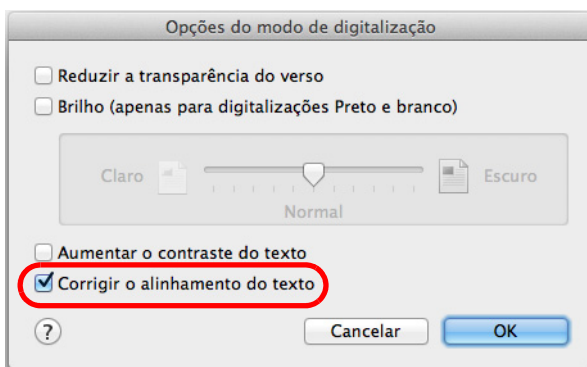 Opções do modo de digitalização
Reduzir a transparência do verso
Brilho (apenas para digitalizações Preto e branco)
Claro Escuro
Normal
Aumentar o contraste do texto
Corrigir o alinhamento do texto
? Cancelar OK